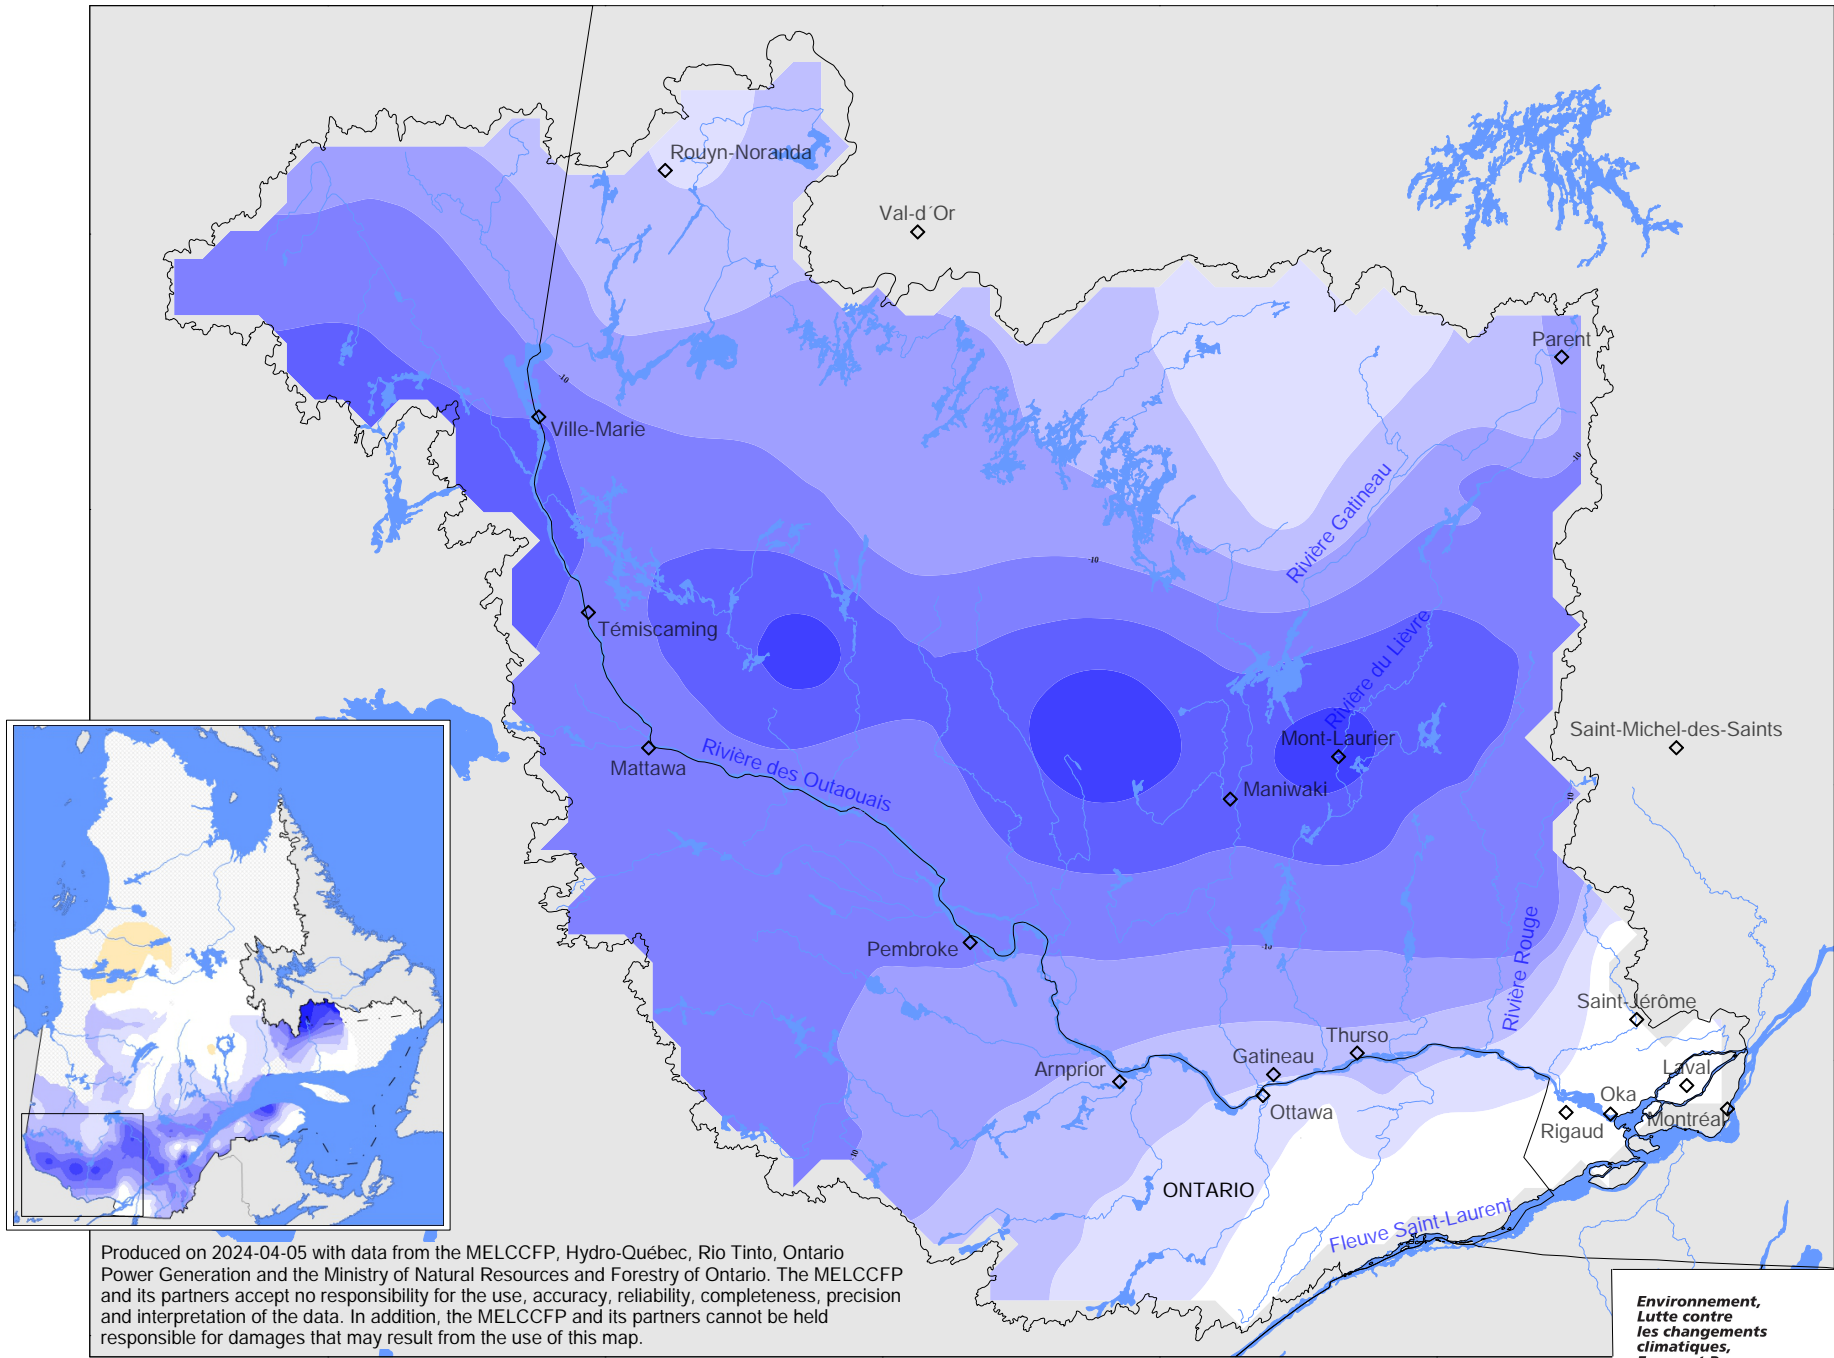 Rouyn-Noranda
Val-d´Or
Parent
-10
Ville-Marie
-10
Rivière Gatineau
-10
Témiscaming
Rivière du Lièvre
Saint-Michel-des-Saints
Mont-Laurier
Rivière des Outaouais
Mattawa
Maniwaki
-10
Pembroke
-10
Rivière Rouge
Saint-Jérôme
Thurso
Gatineau
Arnprior
Laval
Oka
Ottawa
Montréal
Rigaud
10
ONTARIO
Fleuve Saint-Laurent
Produced on 2024-04-05 with data from the MELCCFP, Hydro-Québec, Rio Tinto, Ontario
Power Generation and the Ministry of Natural Resources and Forestry of Ontario. The MELCCFP
and its partners accept no responsibility for the use, accuracy, reliability, completeness, precision
and interpretation of the data. In addition, the MELCCFP and its partners cannot be held
responsible for damages that may result from the use of this map.
Environnement,
Lutte contre
les changements
climatiques,